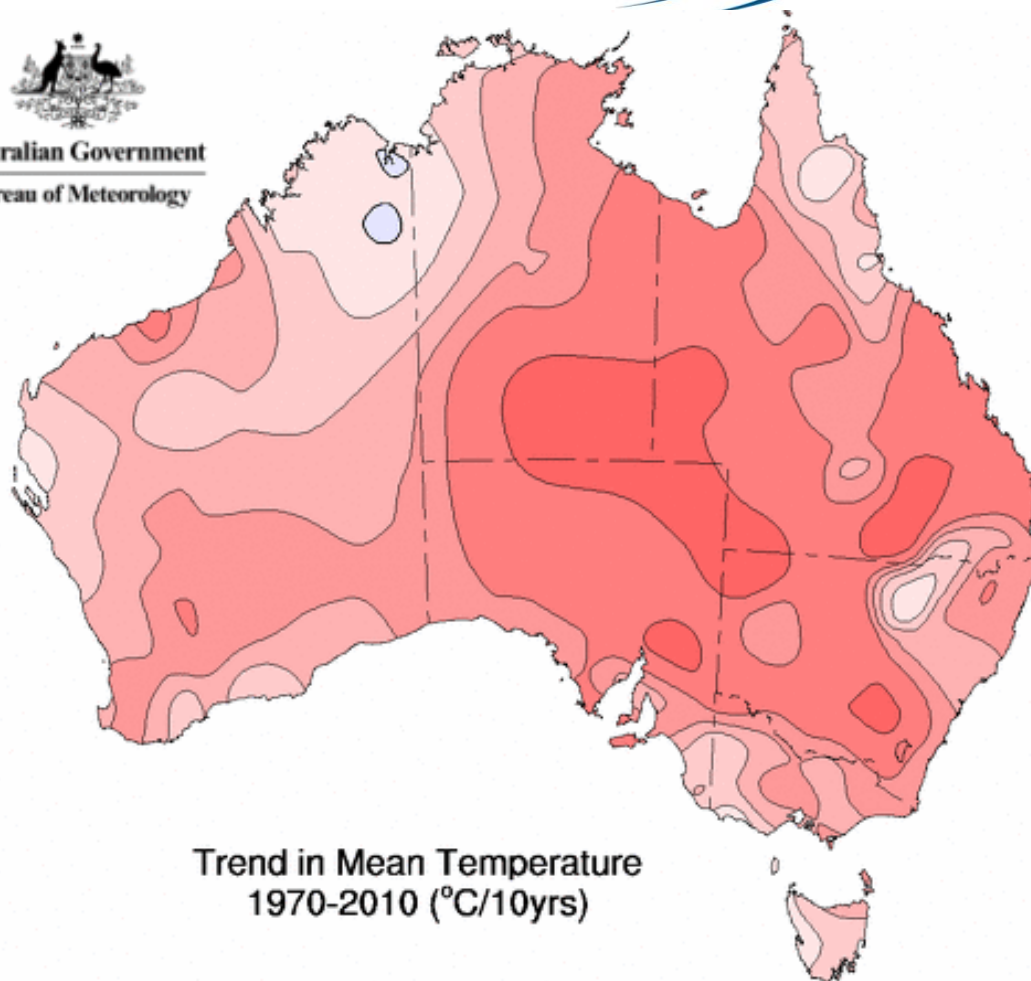 ralian Government
reau of Meteorology
Trend in Mean Temperature
1970-2010 (°C/10yrs)